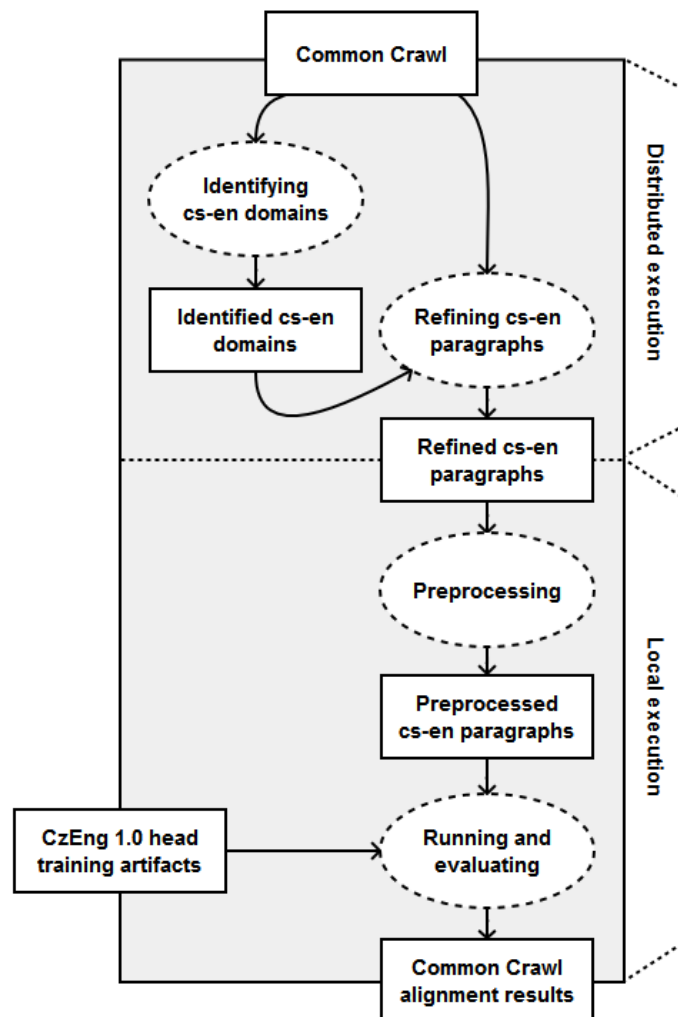 Common Crawl
Identifying
cs-en domains
Identified cs-en
domains
Refining cs-en
paragraphs
Distributed execution
Refined cs-en
paragraphs
Preprocessing
Preprocessed
cs-en paragraphs
Local execution
CzEng 1.0 head
training artifacts
Running and
evaluating
Common Crawl
alignment results